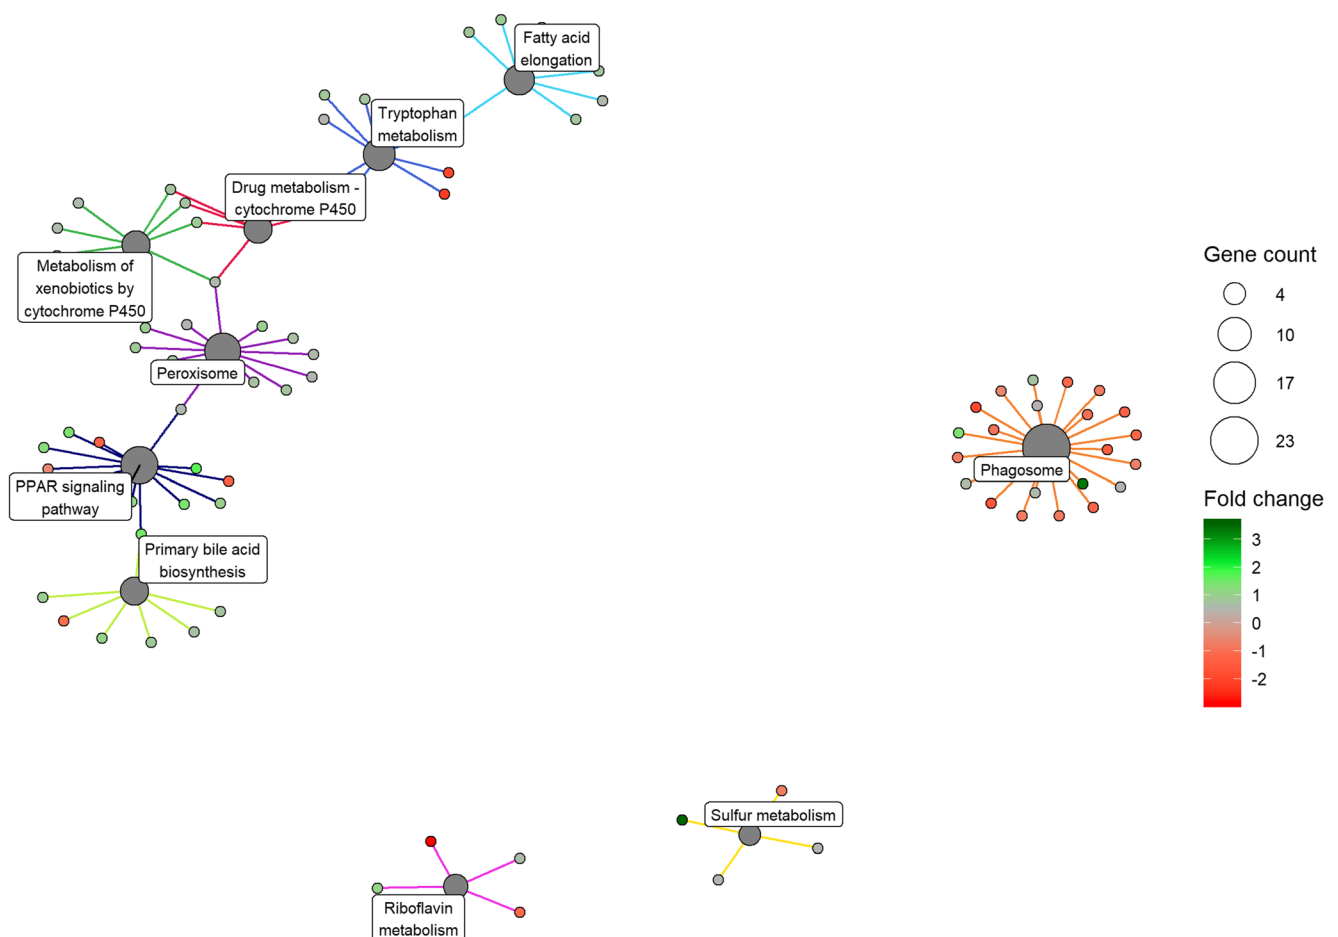 Fatty acid
elongation
Tryptophan
metabolism
Drug metabolism -
cytochrome P450
Metabolism of
xenobiotics by
cytochrome P450
Peroxisome
PPAR signaling
pathway
Primary bile acid
biosynthesis
Phagosome
Sulfur metabolism
Riboflavin
metabolism
Gene count
4
10
17
23
Fold change
3
2
1
0
-1
-2